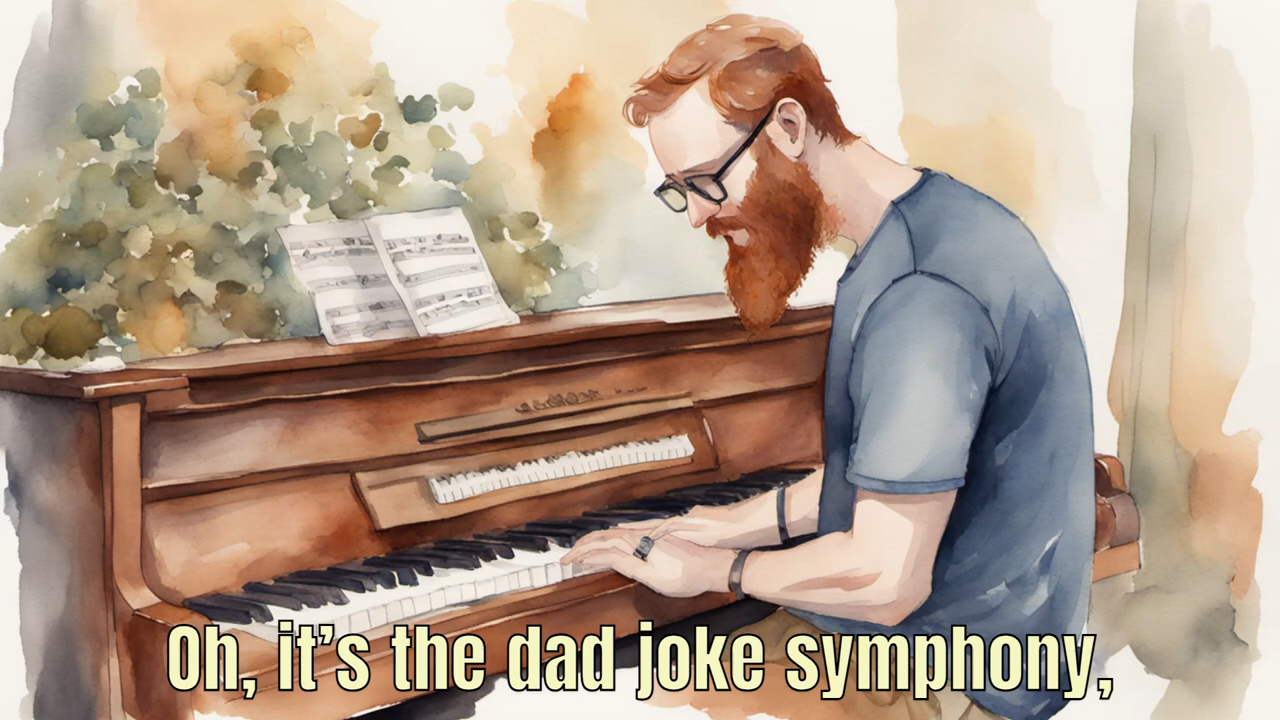 Oh, it’s the dad joke symphony,